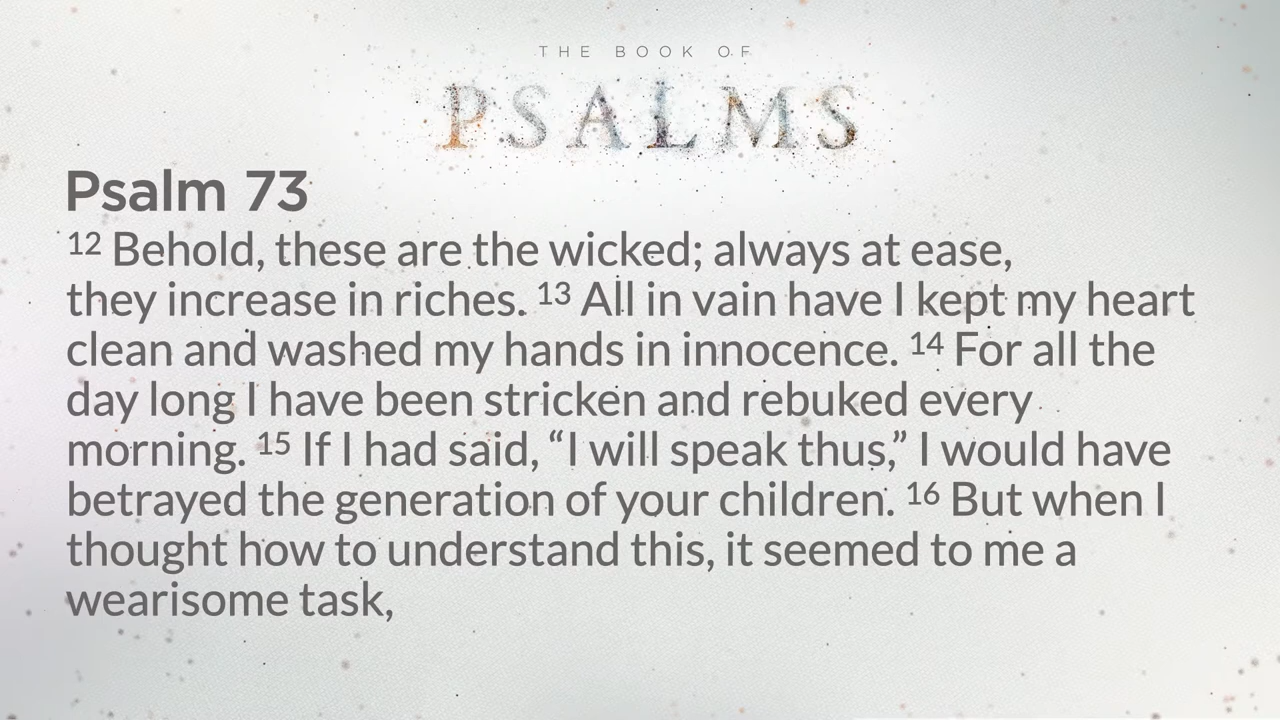 THE BOOK OF
PSALMS
Psalm 73
12 Behold, these are the wicked; always at ease,
they increase in riches. 13 All in vain have I kept my heart
clean and washed my hands in innocence. 14 For all the
day long I have been stricken and rebuked every
morning. 15 If I had said, “I will speak thus,” I would have
betrayed the generation of your children. 16 But when I
thought how to understand this, it seemed to me a
wearisome task,